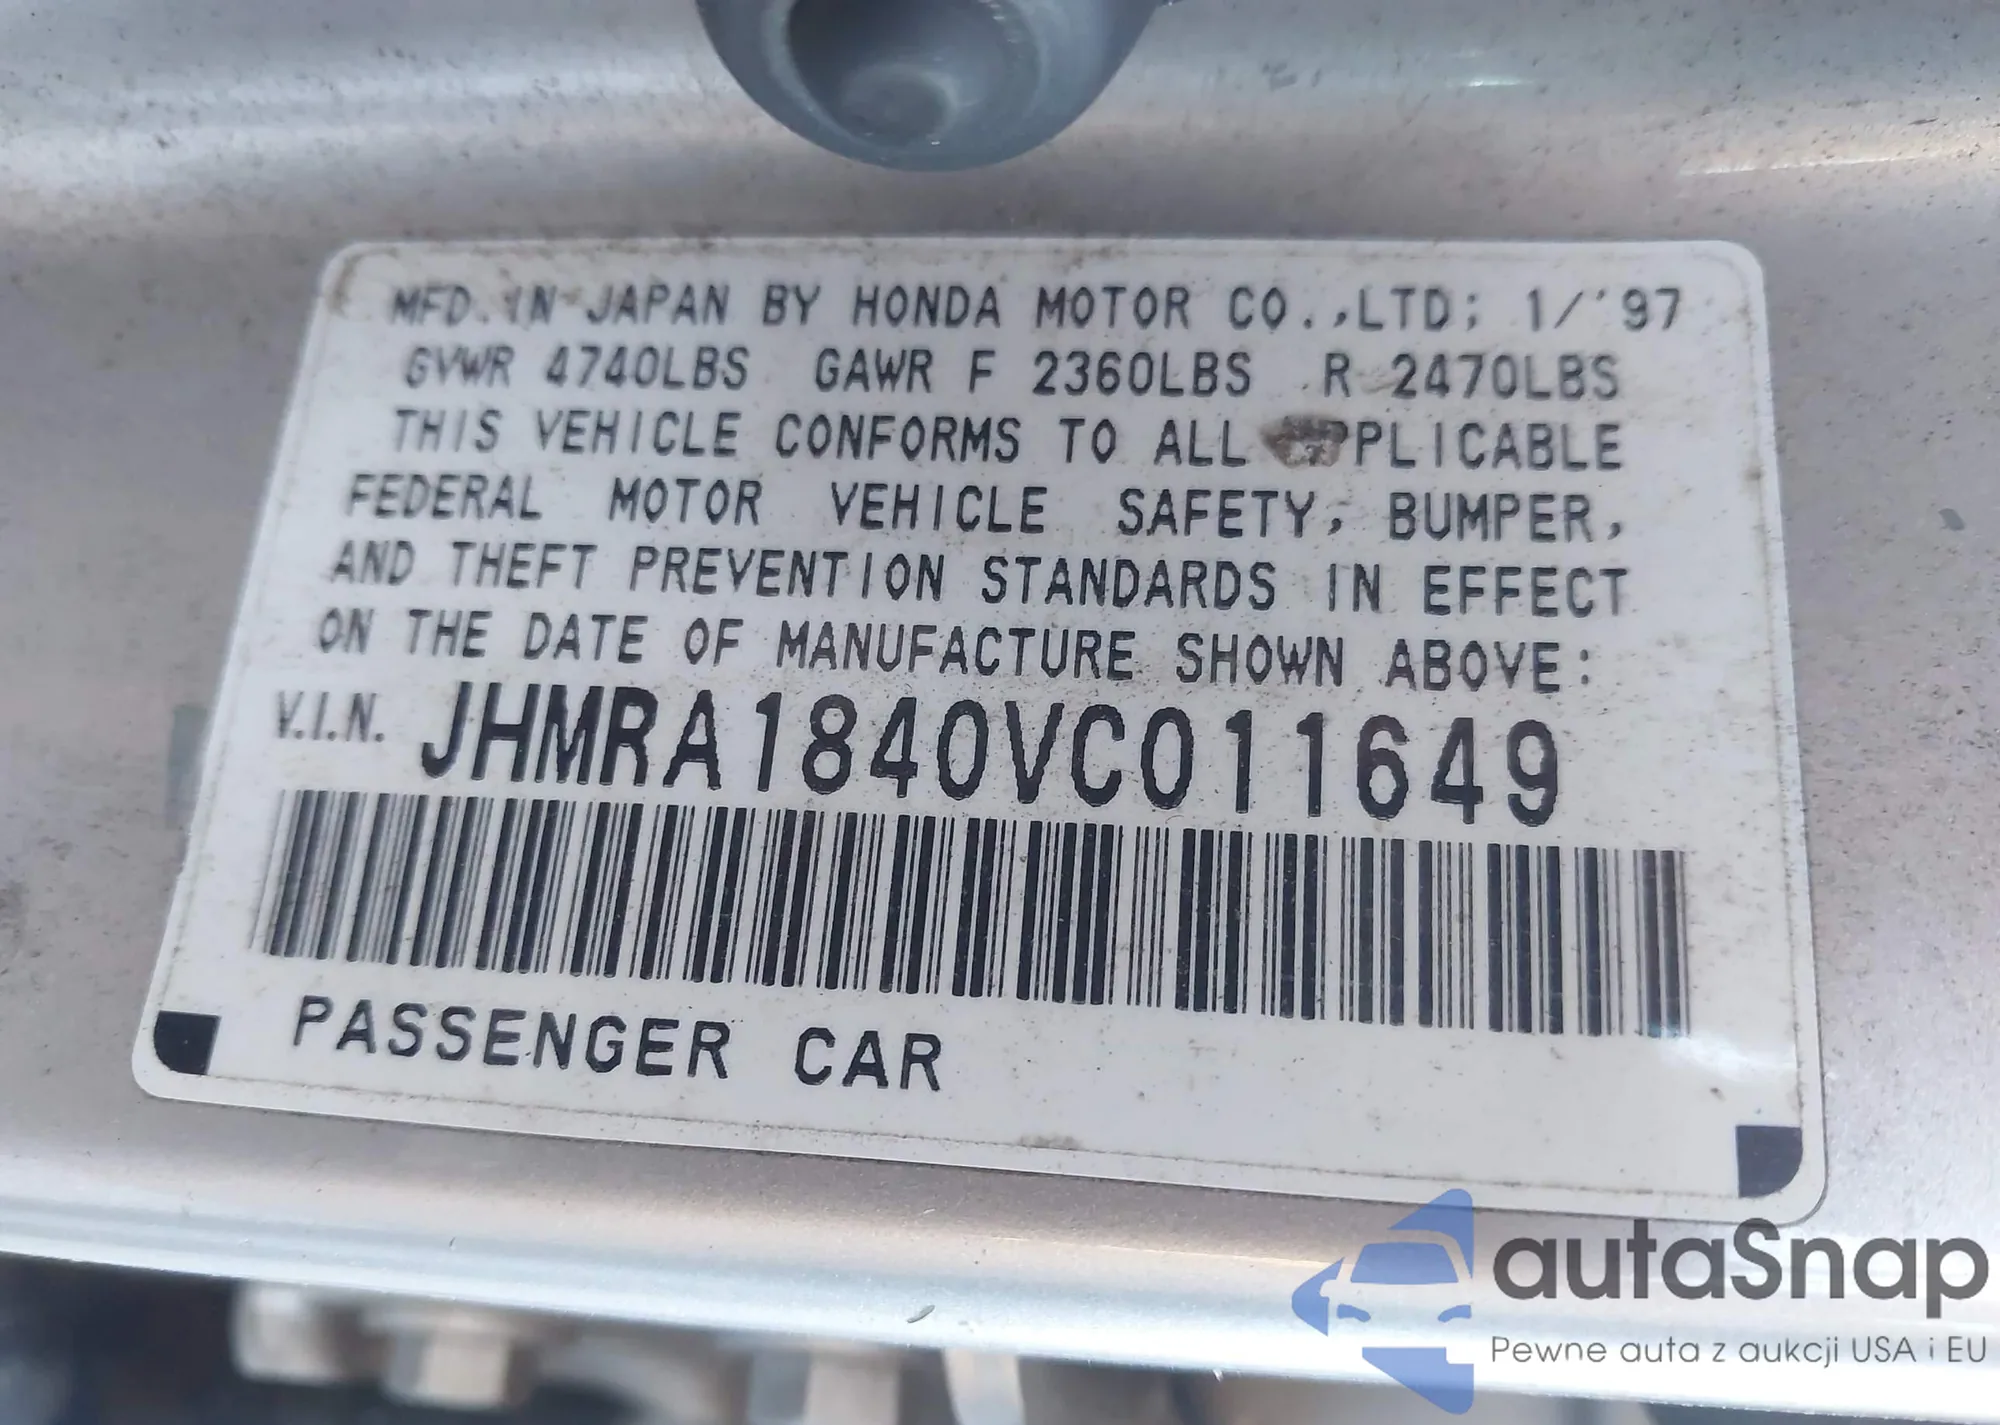 MFD. IN JAPAN BY HONDA MOTOR CO.,LTD; 1/'97
GVWR 4740LBS GAWR F 2360LBS R 2470LBS
THIS VEHICLE CONFORMS TO ALL APPLICABLE
FEDERAL MOTOR VEHICLE SAFETY, BUMPER,
AND THEFT PREVENTION STANDARDS IN EFFECT
ON THE DATE OF MANUFACTURE SHOWN ABOVE:
V.I.N. JHMRA1840VC011649
PASSENGER CAR
autaSnap
Pewne auta z aukcji USA i EU